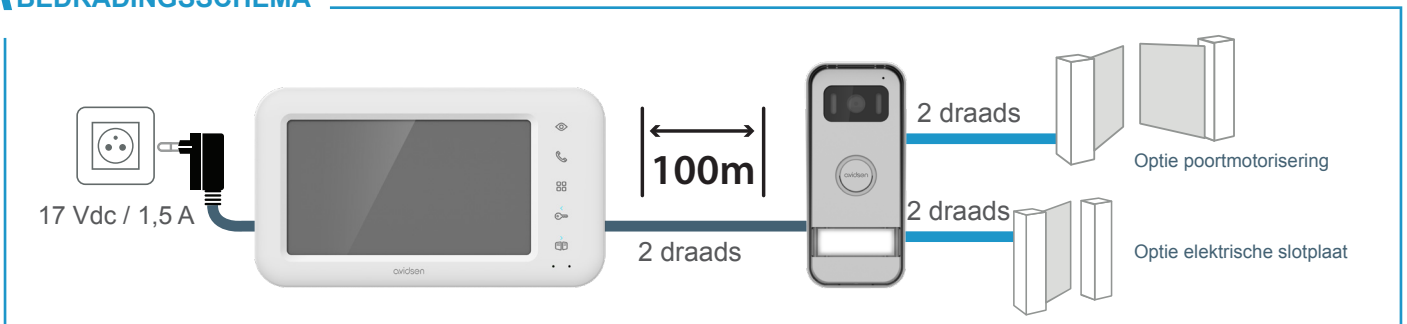 BEDRADINGSSCHEMA
17 Vdc / 1,5 A
avidsen
100m
2 draads
avidsen
2 draads
Optie poortmotorisering
2 draads
Optie elektrische slotplaat